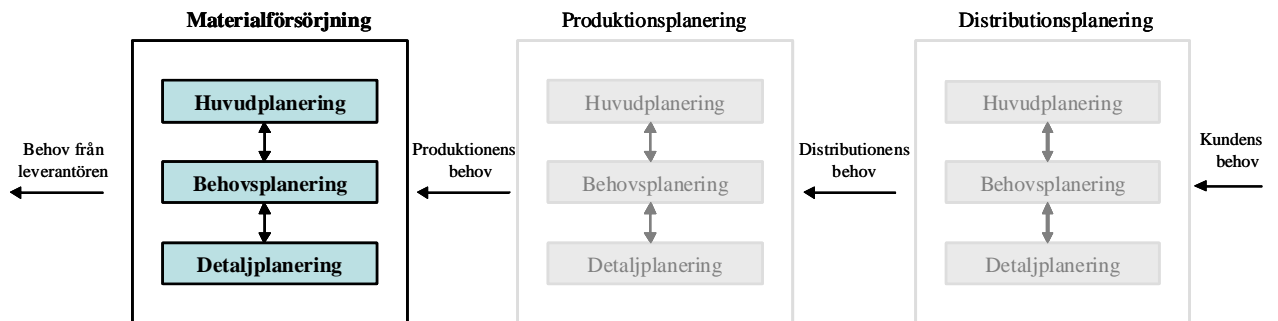 Materialförsörjning
Produktionsplanering
Distributionsplanering
Huvudplanering
Behovsplanering
Detaljplanering
Huvudplanering
Behovsplanering
Detaljplanering
Huvudplanering
Behovsplanering
Detaljplanering
Behov från
leverantören
Produktionens
behov
Distributionens
behov
Kundens
behov